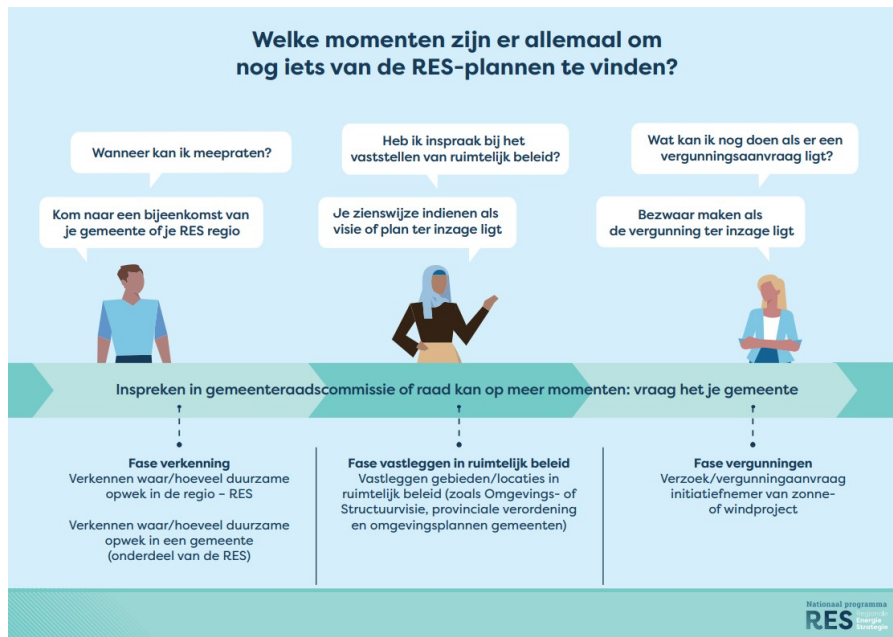 Welke momenten zijn er allemaal om
nog iets van de RES-plannen te vinden?
Wanneer kan ik meepraten?
Kom naar een bijeenkomst van
je gemeente of je RES regio
Heb ik inspraak bij het
vaststellen van ruimtelijk beleid?
Je zienswijze indienen als
visie of plan ter inzage ligt
Wat kan ik nog doen als er een
vergunningsaanvraag ligt?
Bezwaar maken als
de vergunning ter inzage ligt
Inspreken in gemeenteraadscommissie of raad kan op meer momenten: vraag het je gemeente
Fase verkenning
Verkennen waar/hoeveel duurzame
opwek in de regio – RES
Verkennen waar/hoeveel duurzame
opwek in een gemeente
(onderdeel van de RES)
Fase vastleggen in ruimtelijk beleid
Vastleggen gebieden/locaties in
ruimtelijk beleid (zoals Omgevings- of
Structuurvisie, provinciale verordening
en omgevingsplannen gemeenten)
Fase vergunningen
Verzoek/vergunningaanvraag
initiatiefnemer van zonne-
of windproject
Nationaal programma
RES
Regionale
Energie
Strategie